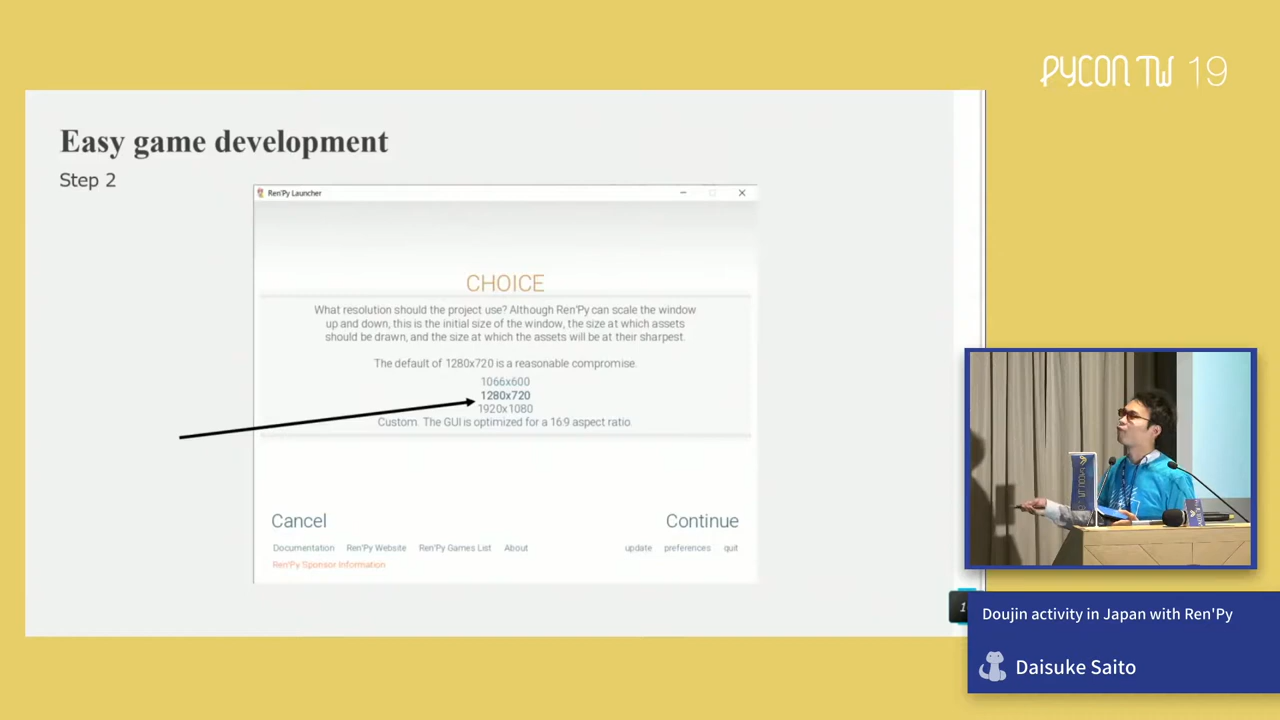 PYCON TW 19
Easy game development
Step 2
Ren'Py Launcher
CHOICE
What resolution should the project use? Although Ren'Py can scale the window
up and down, this is the initial size of the window, the size at which assets
should be drawn, and the size at which the assets will be at their sharpest.
The default of 1280x720 is a reasonable compromise.
1066x600
1280x720
1920x1080
Custom. The GUI is optimized for a 16:9 aspect ratio.
Cancel
Continue
Documentation Ren'Py Website Ren'Py Games List About
update preferences quit
Ren'Py Sponsor Information
Doujin activity in Japan with Ren'Py
Daisuke Saito